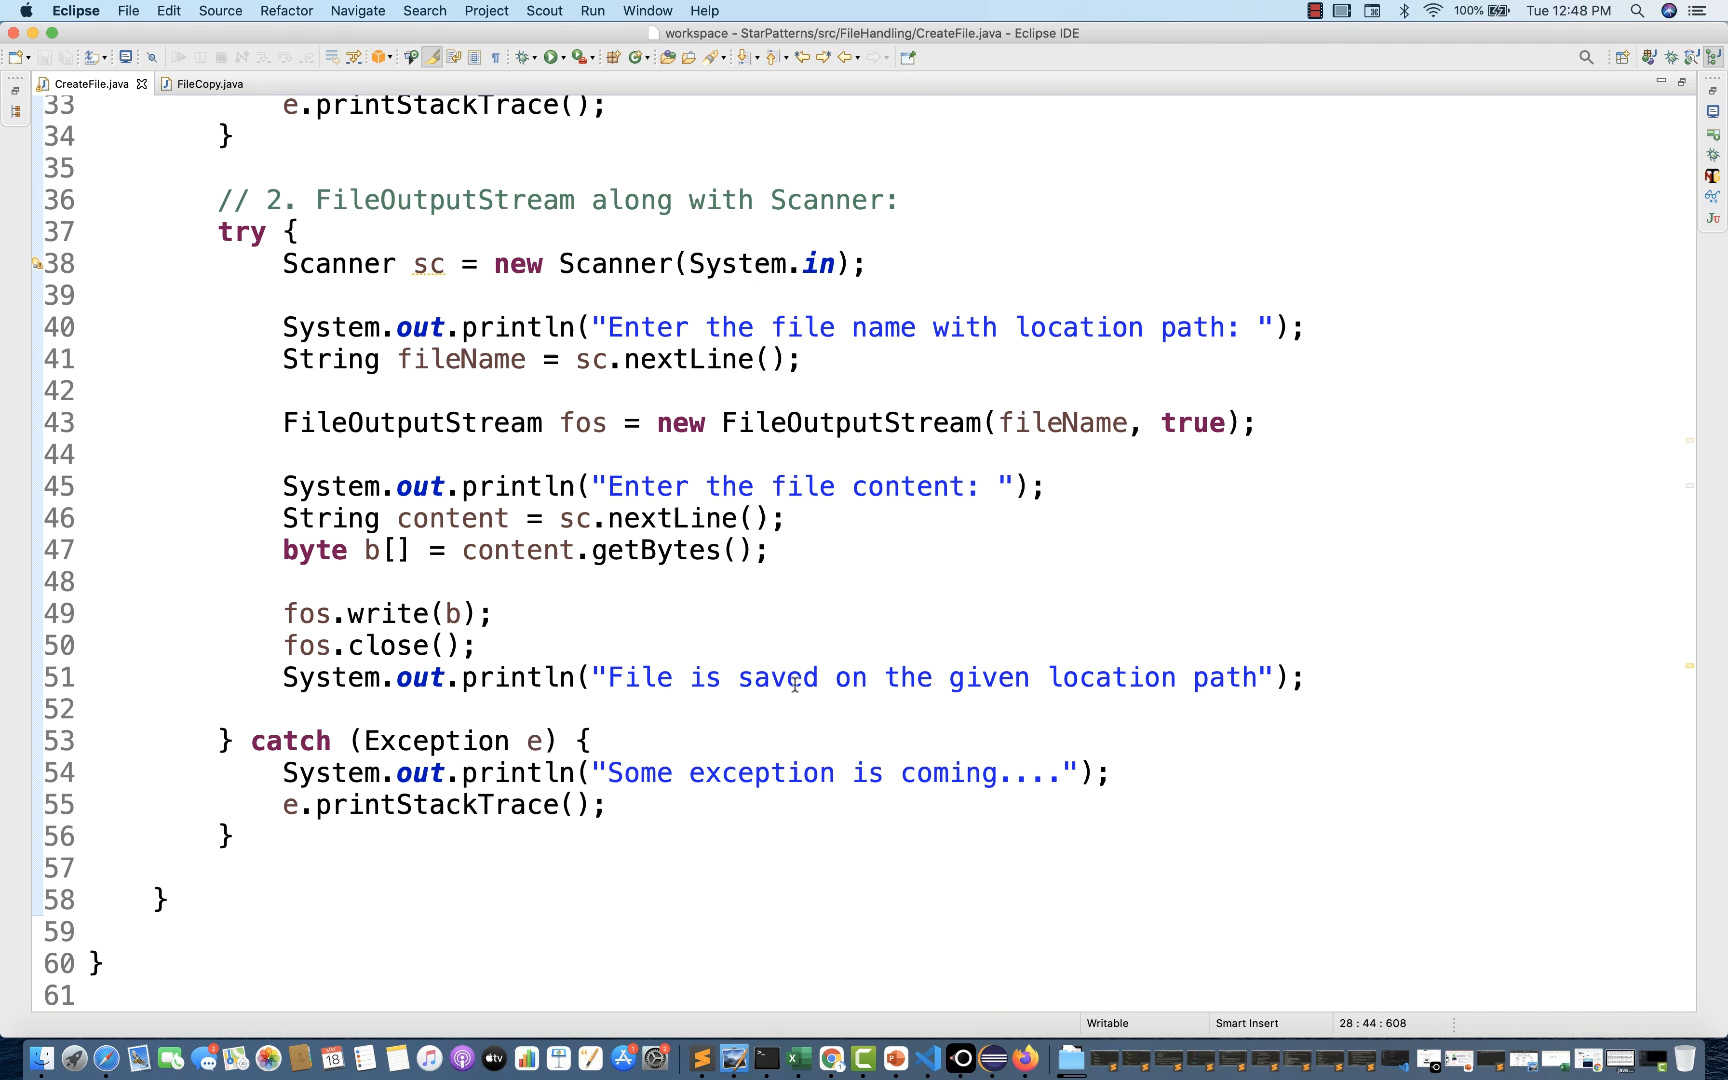 Eclipse File Edit Source Refactor Navigate Search Project Scout Run Window Help 100% Tue 12:48 PM
workspace - StarPatterns/src/FileHandling/CreateFile.java - Eclipse IDE
CreateFile.java FileCopy.java
33 e.printStackTrace();
34 }
35
36 // 2. FileOutputStream along with Scanner:
37 try {
38 Scanner sc = new Scanner(System.in);
39
40 System.out.println("Enter the file name with location path: ");
41 String fileName = sc.nextLine();
42
43 FileOutputStream fos = new FileOutputStream(fileName, true);
44
45 System.out.println("Enter the file content: ");
46 String content = sc.nextLine();
47 byte b[] = content.getBytes();
48
49 fos.write(b);
50 fos.close();
51 System.out.println("File is saved on the given location path");
52
53 } catch (Exception e) {
54 System.out.println("Some exception is coming....");
55 e.printStackTrace();
56 }
57
58 }
59
60 }
61
Writable Smart Insert 28 : 44 : 608